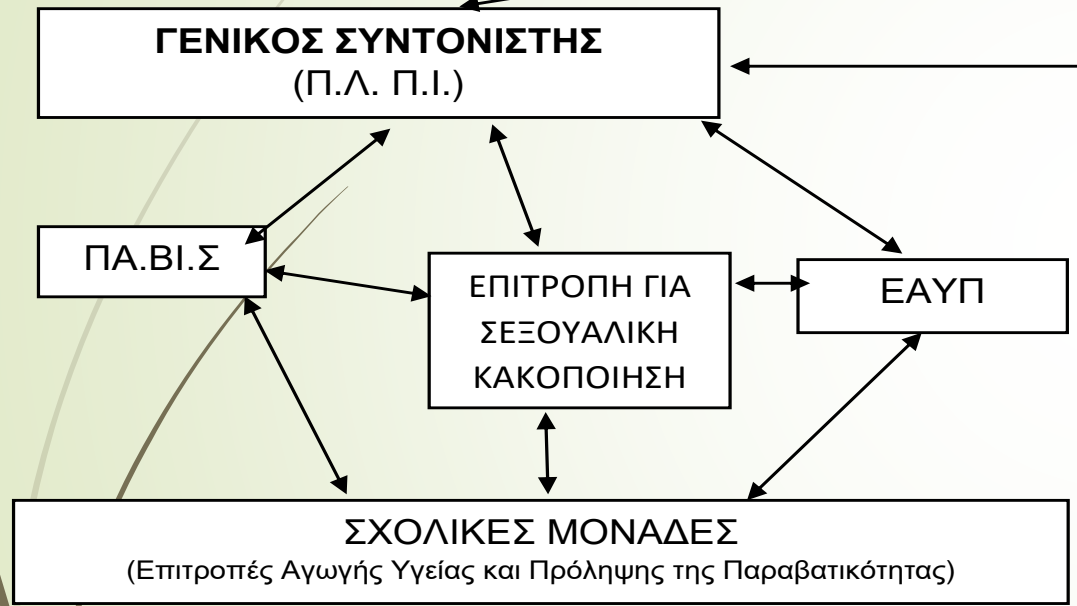 ΓΕΝΙΚΟΣ ΣΥΝΤΟΝΙΣΤΗΣ
(Π.Λ. Π.Ι.)
ΠΑ.ΒΙ.Σ
ΕΠΙΤΡΟΠΗ ΓΙΑ
ΣΕΞΟΥΑΛΙΚΗ
ΚΑΚΟΠΟΙΗΣΗ
ΕΑΥΠ
ΣΧΟΛΙΚΕΣ ΜΟΝΑΔΕΣ
(Επιτροπές Αγωγής Υγείας και Πρόληψης της Παραβατικότητας)